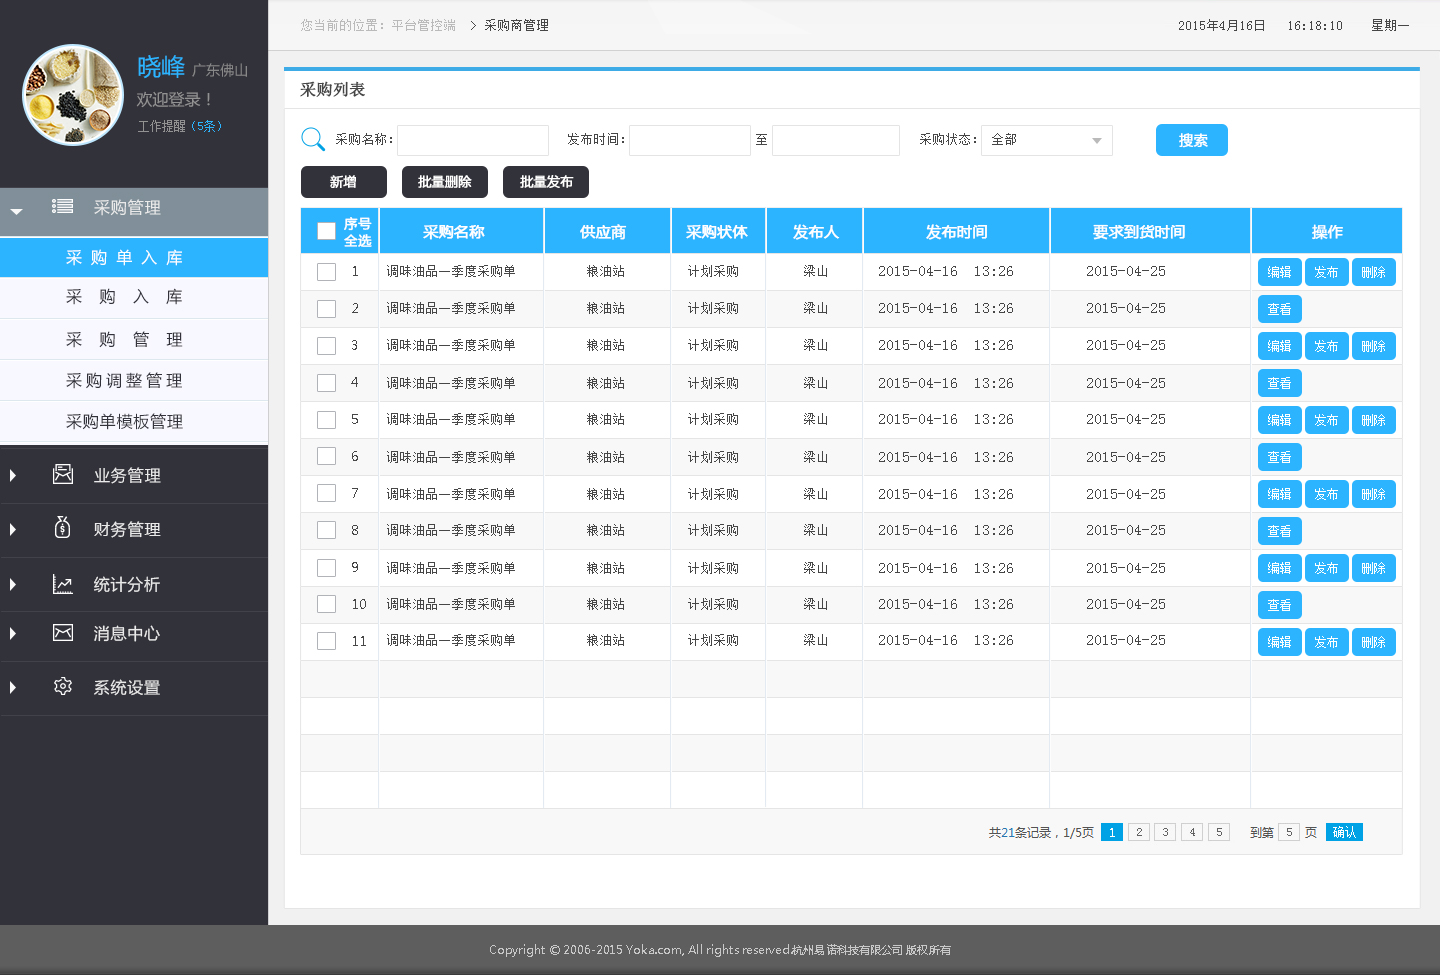 您当前的位置：平台管控端 > 采购商管理
2015年4月16日 16:18:10 星期一
晓峰 广东佛山
欢迎登录！
工作提醒（5条）
采购管理
采购单入库
采购入库
采购管理
采购调整管理
采购单模板管理
业务管理
财务管理
统计分析
消息中心
系统设置
采购列表
采购名称： 发布时间： 至 采购状态： 全部 搜索
新增 批量删除 批量发布
序号 全选 采购名称 供应商 采购状体 发布人 发布时间 要求到货时间 操作
1 调味油品一季度采购单 粮油站 计划采购 梁山 2015-04-16 13:26 2015-04-25 编辑 发布 删除
2 调味油品一季度采购单 粮油站 计划采购 梁山 2015-04-16 13:26 2015-04-25 查看
3 调味油品一季度采购单 粮油站 计划采购 梁山 2015-04-16 13:26 2015-04-25 编辑 发布 删除
4 调味油品一季度采购单 粮油站 计划采购 梁山 2015-04-16 13:26 2015-04-25 查看
5 调味油品一季度采购单 粮油站 计划采购 梁山 2015-04-16 13:26 2015-04-25 编辑 发布 删除
6 调味油品一季度采购单 粮油站 计划采购 梁山 2015-04-16 13:26 2015-04-25 查看
7 调味油品一季度采购单 粮油站 计划采购 梁山 2015-04-16 13:26 2015-04-25 编辑 发布 删除
8 调味油品一季度采购单 粮油站 计划采购 梁山 2015-04-16 13:26 2015-04-25 查看
9 调味油品一季度采购单 粮油站 计划采购 梁山 2015-04-16 13:26 2015-04-25 编辑 发布 删除
10 调味油品一季度采购单 粮油站 计划采购 梁山 2015-04-16 13:26 2015-04-25 查看
11 调味油品一季度采购单 粮油站 计划采购 梁山 2015-04-16 13:26 2015-04-25 编辑 发布 删除
共21条记录，1/5页 1 2 3 4 5 到第 5 页 确认
Copyright © 2006-2015 Yoka.com, All rights reserved.杭州易诺科技有限公司 版权所有